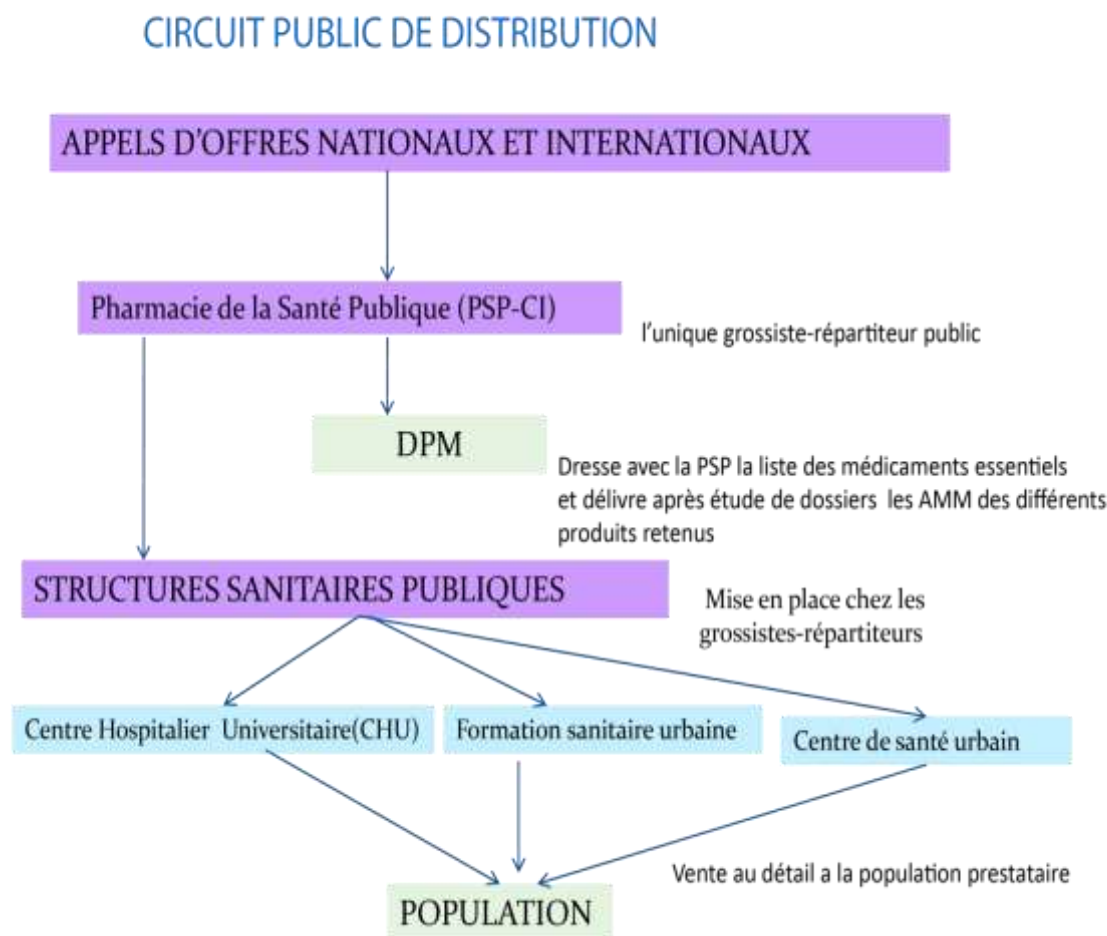 CIRCUIT PUBLIC DE DISTRIBUTION
APPELS D'OFFRES NATIONAUX ET INTERNATIONAUX
Pharmacie de la Santé Publique (PSP-CI)
l'unique grossiste-répartiteur public
DPM
Dresse avec la PSP la liste des médicaments essentiels
et délivre après étude de dossiers les AMM des différents
produits retenus
STRUCTURES SANITAIRES PUBLIQUES
Mise en place chez les
grossistes-répartiteurs
Centre Hospitalier Universitaire(CHU)
Formation sanitaire urbaine
Centre de santé urbain
Vente au détail a la population prestataire
POPULATION